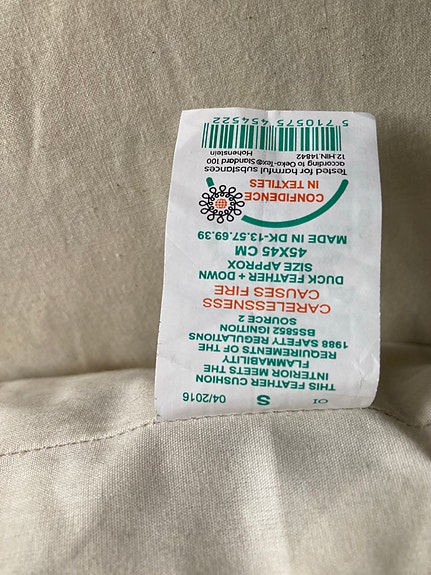 OI S 04/2016
THIS FEATHER CUSHION
INTERIOR MEETS THE
FLAMMABILITY
REQUIREMENTS OF THE
1988 SAFETY REGULATIONS
BS5852 IGNITION
SOURCE 2
CARELESSNESS
CAUSES FIRE
DUCK FEATHER + DOWN
SIZE APPROX
45X45 CM
MADE IN DK-13.57.69.39
CONFIDENCE
IN TEXTILES
Tested for harmful substances
according to Oeko-Tex® Standard 100
12.HIN.14842 Hohenstein
5 710575 454522